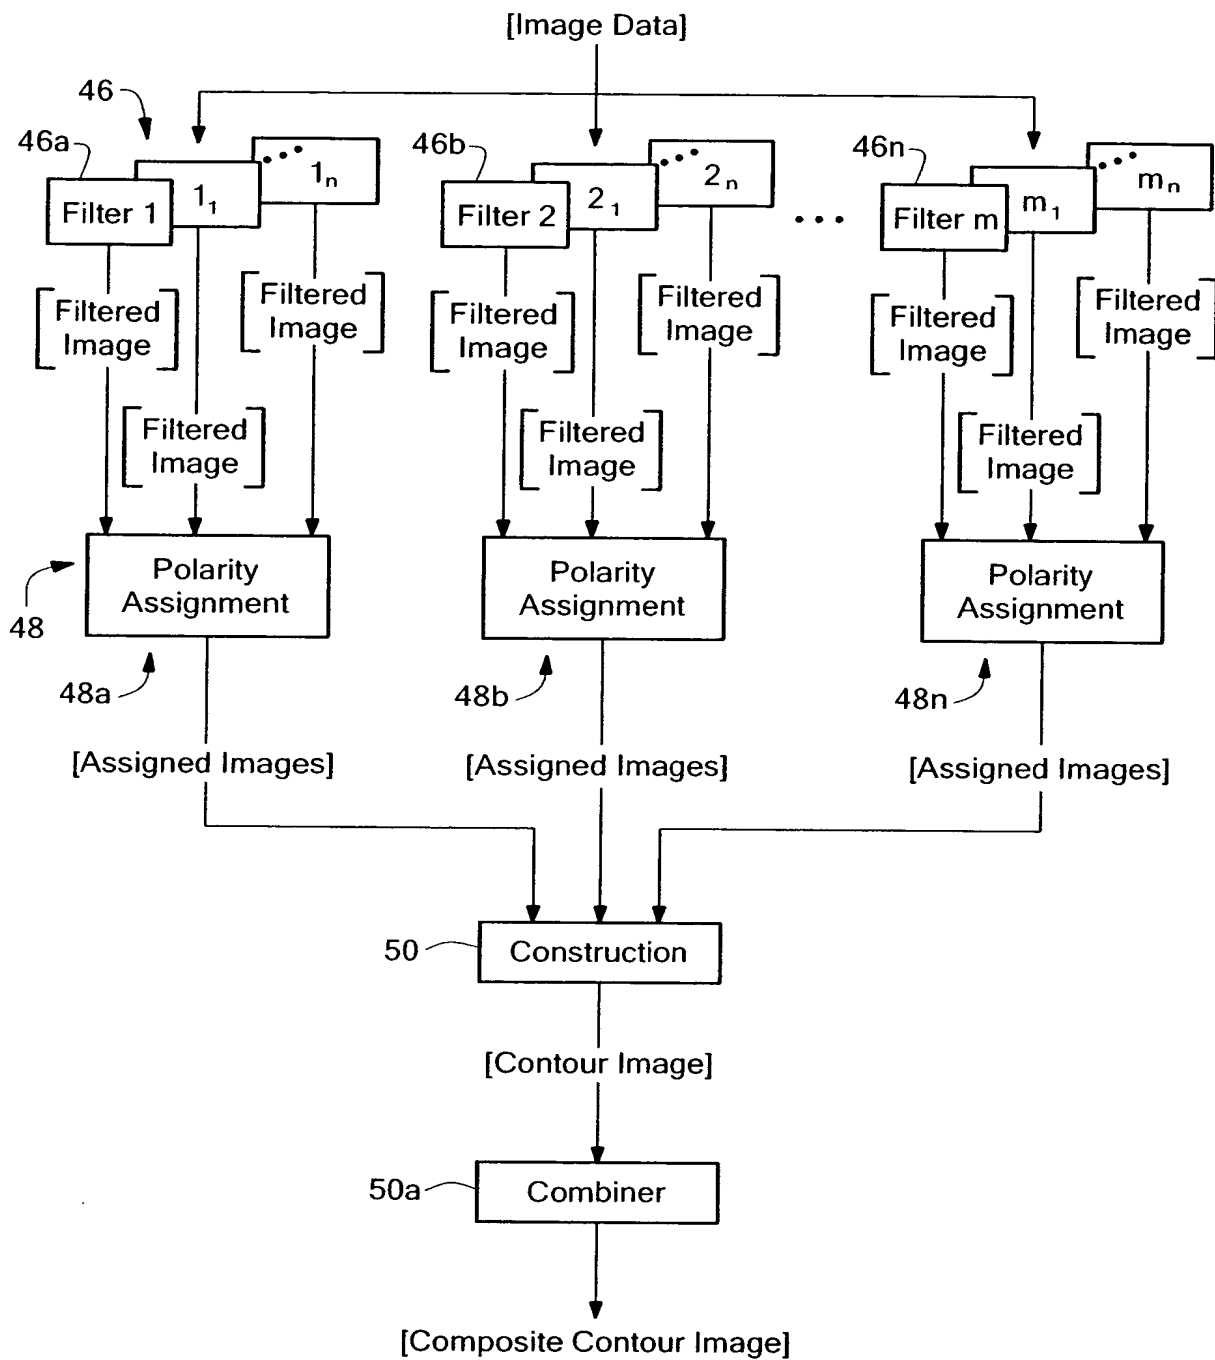 [Image Data]
46
46a
Filter 1
1₁
1ₙ
46b
Filter 2
2₁
2ₙ
46n
Filter m
m₁
mₙ
Filtered
Image
Filtered
Image
Filtered
Image
Filtered
Image
Filtered
Image
Filtered
Image
Filtered
Image
Filtered
Image
Filtered
Image
48
Polarity
Assignment
48a
Polarity
Assignment
48b
Polarity
Assignment
48n
[Assigned Images]
[Assigned Images]
[Assigned Images]
50
Construction
[Contour Image]
50a
Combiner
[Composite Contour Image]